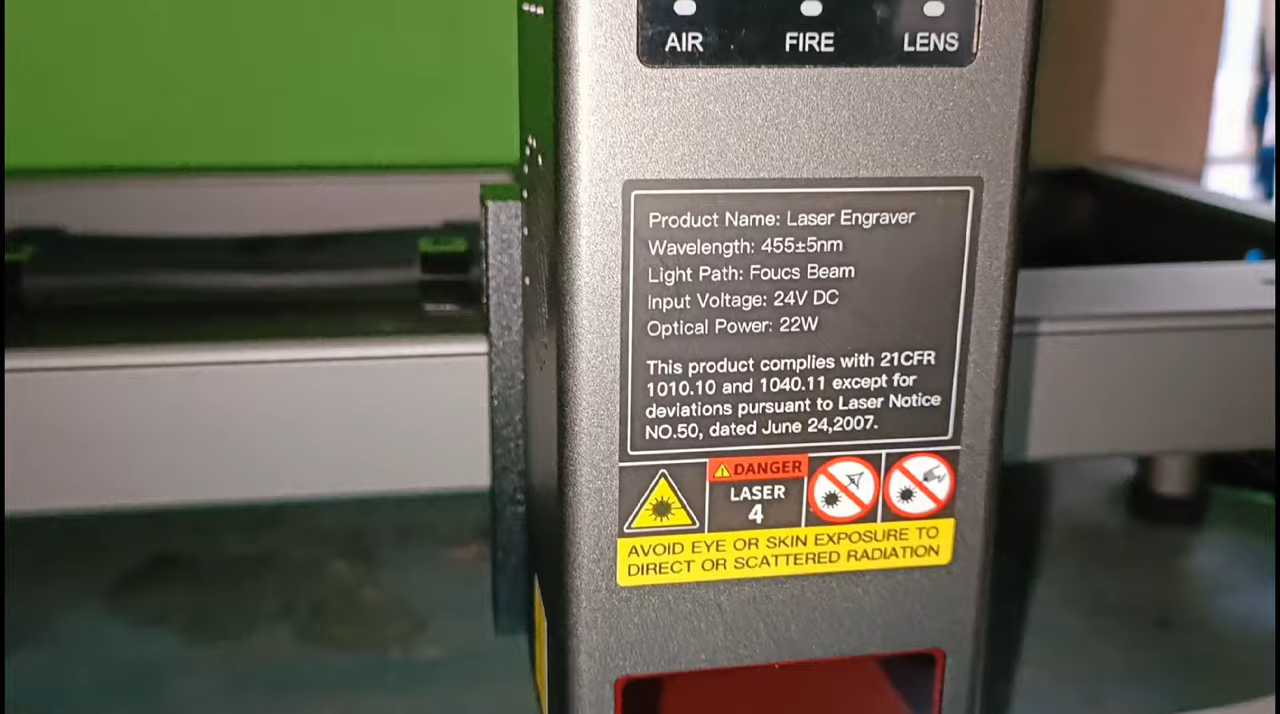 AIR FIRE LENS
Product Name: Laser Engraver
Wavelength: 455±5nm
Light Path: Foucs Beam
Input Voltage: 24V DC
Optical Power: 22W
This product complies with 21CFR
1010.10 and 1040.11 except for
deviations pursuant to Laser Notice
NO.50, dated June 24,2007.
DANGER
LASER
4
AVOID EYE OR SKIN EXPOSURE TO
DIRECT OR SCATTERED RADIATION